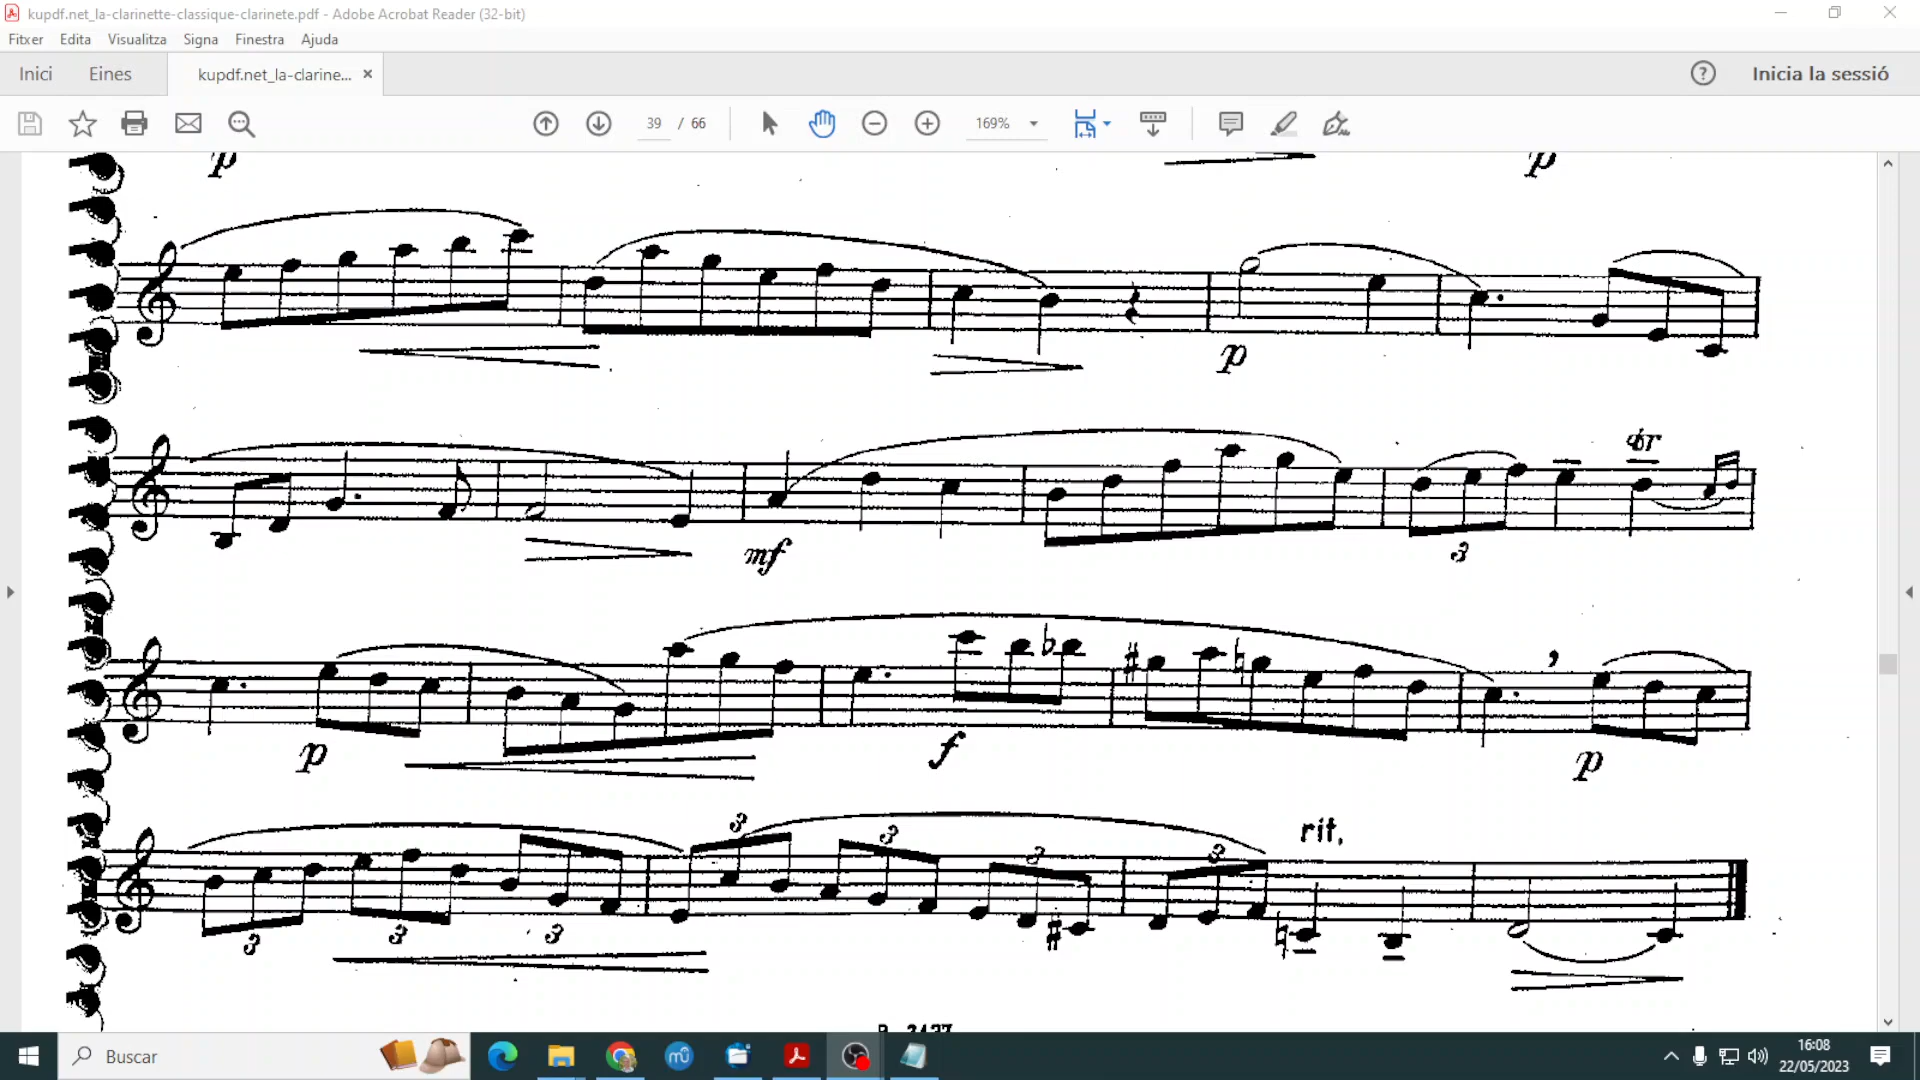 kupdf.net_la-clarinette-classique-clarinete.pdf - Adobe Acrobat Reader (32-bit)
Fitxer Edita Visualitza Signa Finestra Ajuda
Inici Eines kupdf.net_la-clarine... × Inicia la sessió
39 / 66 169%
p p
p
tr
mf 3
p f p
3 3 3 3 rit.
3 3 3
Buscar
16:08
22/05/2023